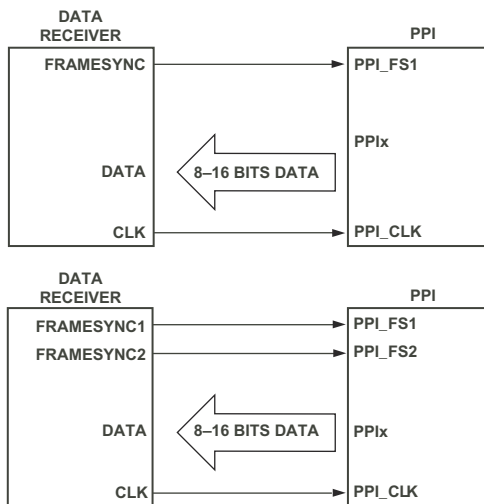 DATA
RECEIVER
PPI
FRAMESYNC
PPI_FS1
PPIx
DATA
8–16 BITS DATA
CLK
PPI_CLK
DATA
RECEIVER
PPI
FRAMESYNC1
PPI_FS1
FRAMESYNC2
PPI_FS2
DATA
8–16 BITS DATA
PPIx
CLK
PPI_CLK